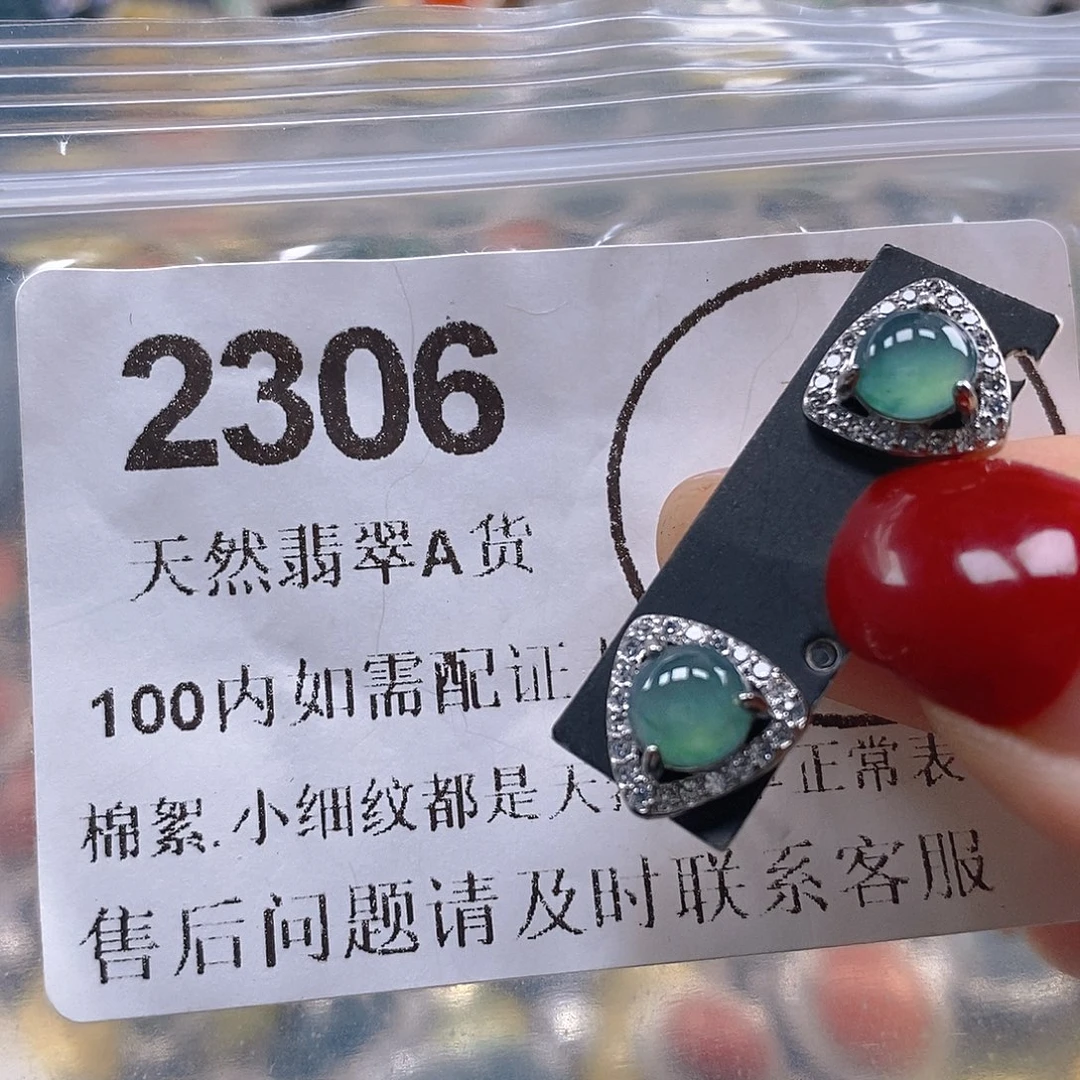 2306
天然翡翠A货
100内如需配证
棉絮.小细纹都是天 正常表
售后问题请及时联系客服